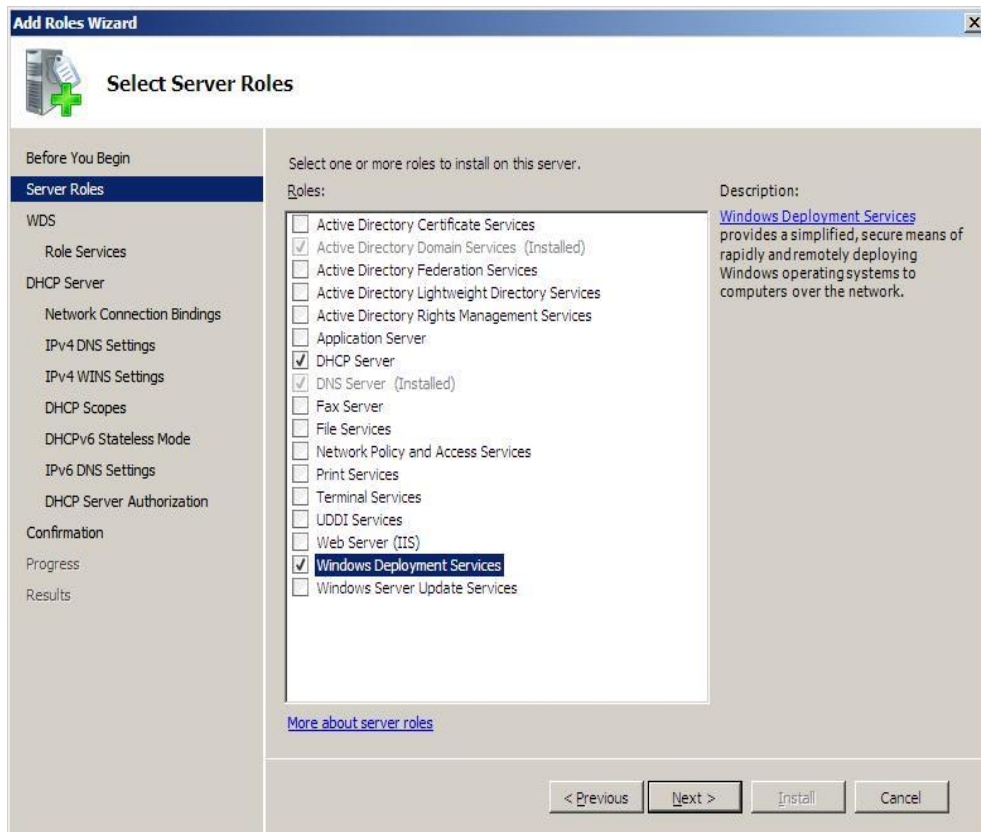 Add Roles Wizard
Select Server Roles
Before You Begin
Server Roles
WDS
Role Services
DHCP Server
Network Connection Bindings
IPv4 DNS Settings
IPv4 WINS Settings
DHCP Scopes
DHCPv6 Stateless Mode
IPv6 DNS Settings
DHCP Server Authorization
Confirmation
Progress
Results
Select one or more roles to install on this server.
Roles:
Active Directory Certificate Services
Active Directory Domain Services (Installed)
Active Directory Federation Services
Active Directory Lightweight Directory Services
Active Directory Rights Management Services
Application Server
DHCP Server
DNS Server (Installed)
Fax Server
File Services
Network Policy and Access Services
Print Services
Terminal Services
UDDI Services
Web Server (IIS)
Windows Deployment Services
Windows Server Update Services
More about server roles
Description:
Windows Deployment Services
provides a simplified, secure means of
rapidly and remotely deploying
Windows operating systems to
computers over the network.
< Previous
Next >
Install
Cancel